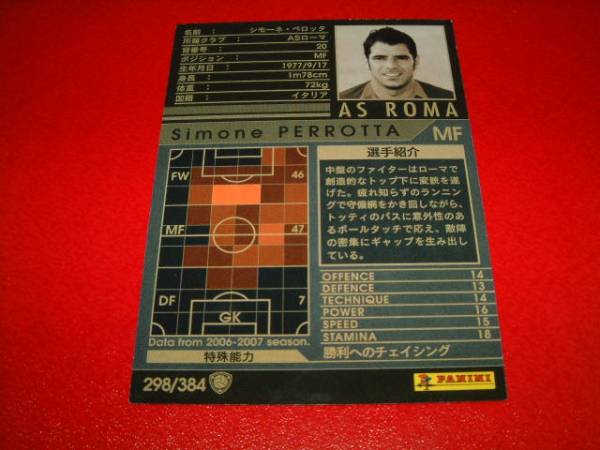 名前 : シモーネ・ペロッタ
所属クラブ : ASローマ
背番号 : 20
ポジション : MF
生年月日 : 1977/9/17
身長 : 1m78cm
体重 : 72kg
国籍 : イタリア
AS ROMA
Simone PERROTTA MF
FW 46
MF 47
DF 7
GK
Data from 2006-2007 season.
選手紹介
中盤のファイターはローマで
創造的なトップ下に変貌を遂
げた。疲れ知らずのランニン
グで守備網をかき回しながら、
トッティのパスに意外性のあ
るボールタッチで応え、敵陣
の密集にギャップを生み出し
ている。
OFFENCE 14
DEFENCE 13
TECHNIQUE 14
POWER 16
SPEED 15
STAMINA 18
特殊能力 勝利へのチェイシング
298/384
PANINI